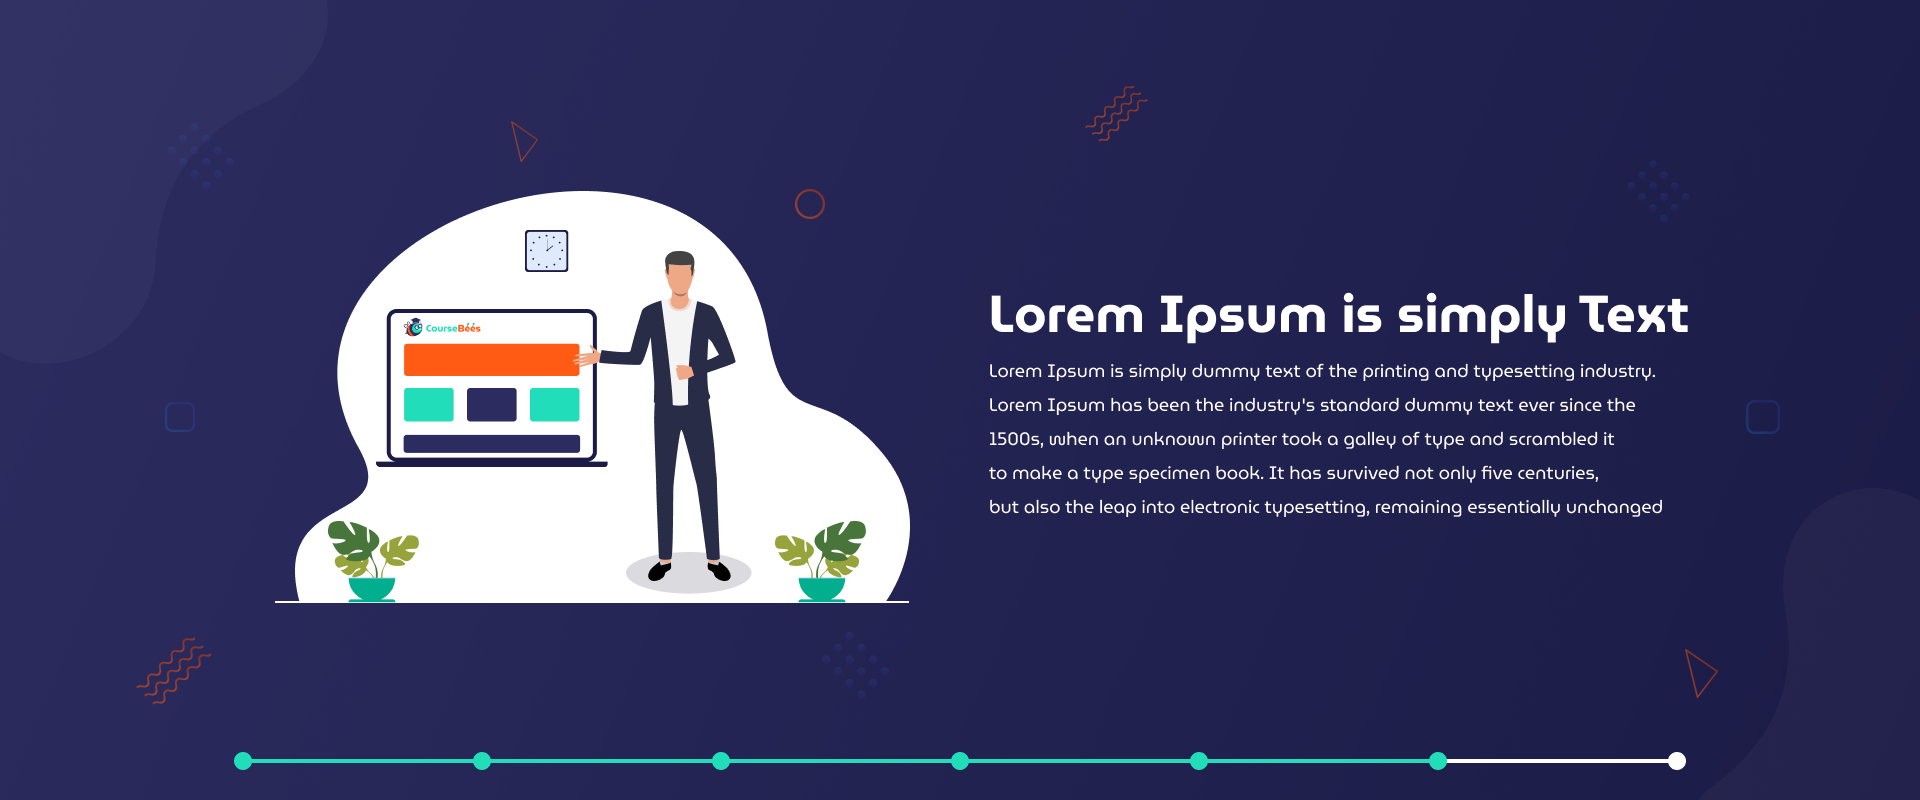 CourseBéés
Lorem Ipsum is simply Text
Lorem Ipsum is simply dummy text of the printing and typesetting industry.
Lorem Ipsum has been the industry's standard dummy text ever since the
1500s, when an unknown printer took a galley of type and scrambled it
to make a type specimen book. It has survived not only five centuries,
but also the leap into electronic typesetting, remaining essentially unchanged